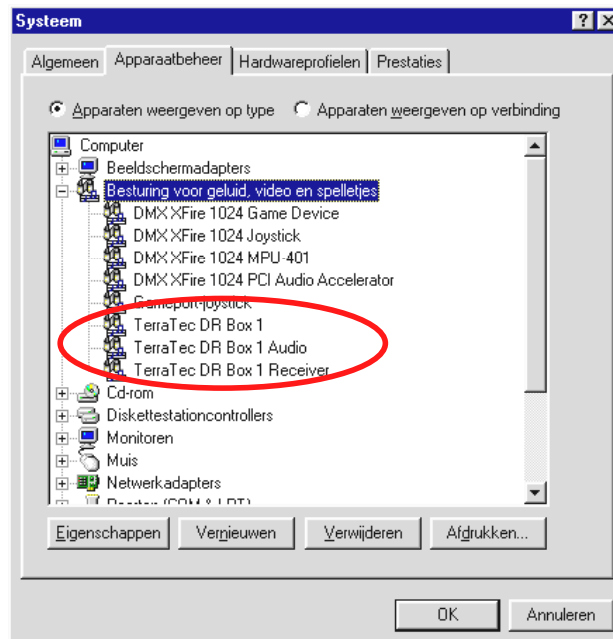 Systeem
Algemeen Apparaatbeheer Hardwareprofielen Prestaties
Apparaten weergeven op type Apparaten weergeven op verbinding
Computer
Beeldschermadapters
Besturing voor geluid, video en spelletjes
DMX XFire 1024 Game Device
DMX XFire 1024 Joystick
DMX XFire 1024 MPU-401
DMX XFire 1024 PCI Audio Accelerator
Gameport-joystick
TerraTec DR Box 1
TerraTec DR Box 1 Audio
TerraTec DR Box 1 Receiver
Cd-rom
Diskettestationcontrollers
Monitoren
Muis
Netwerkadapters
Poorten (COM & LPT)
Eigenschappen Vernieuwen Verwijderen Afdrukken...
OK Annuleren